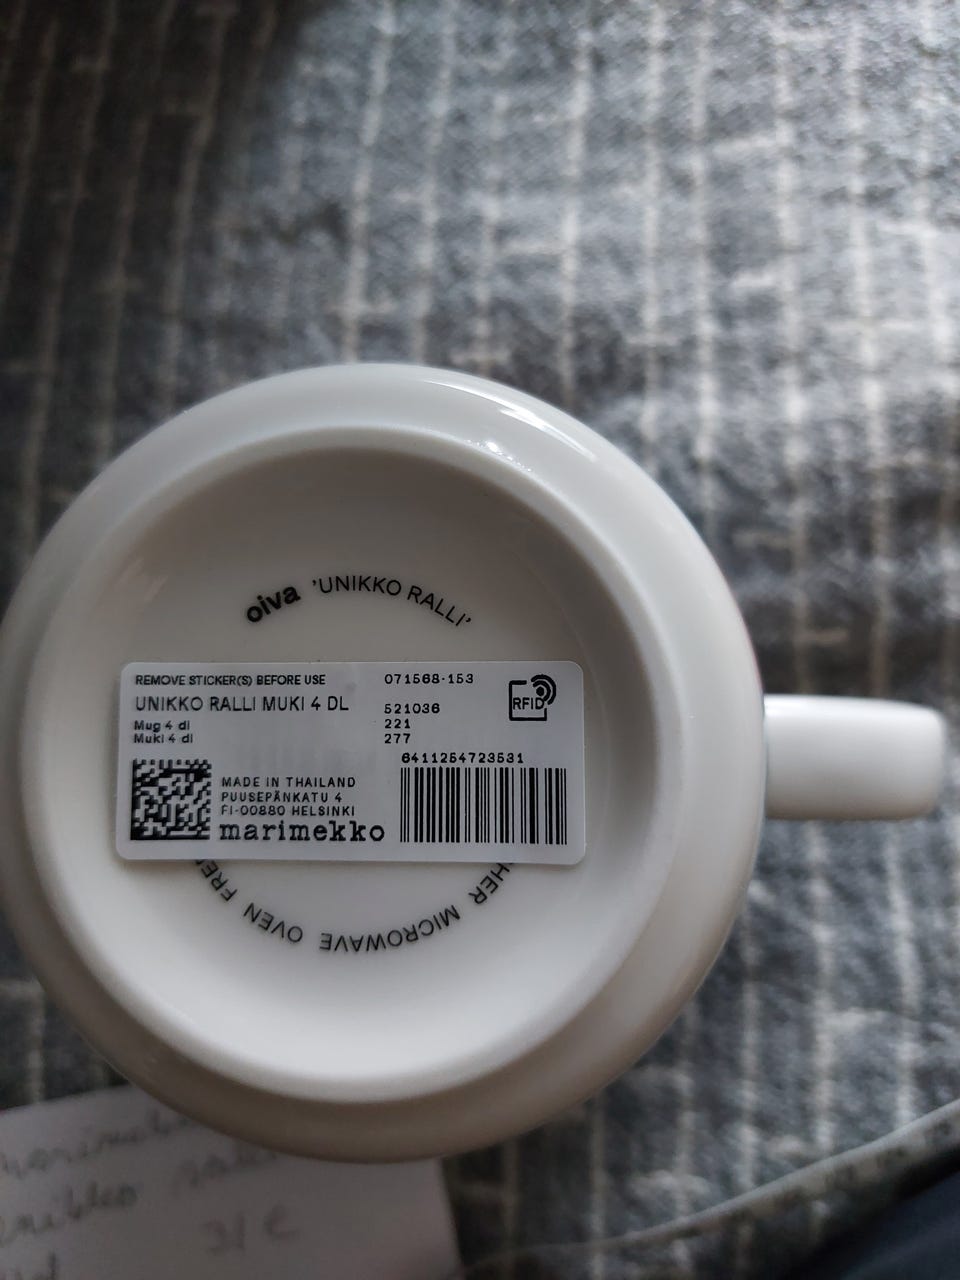 oiva 'UNIKKO RALLI'
REMOVE STICKER(S) BEFORE USE
071568-153
UNIKKO RALLI MUKI 4 DL
521036
Mug 4 dl
221
Muki 4 dl
277
RFID
6411254723531
MADE IN THAILAND
PUUSEPÄNKATU 4
FI-00880 HELSINKI
marimekko
MICROWAVE OVEN
31 €